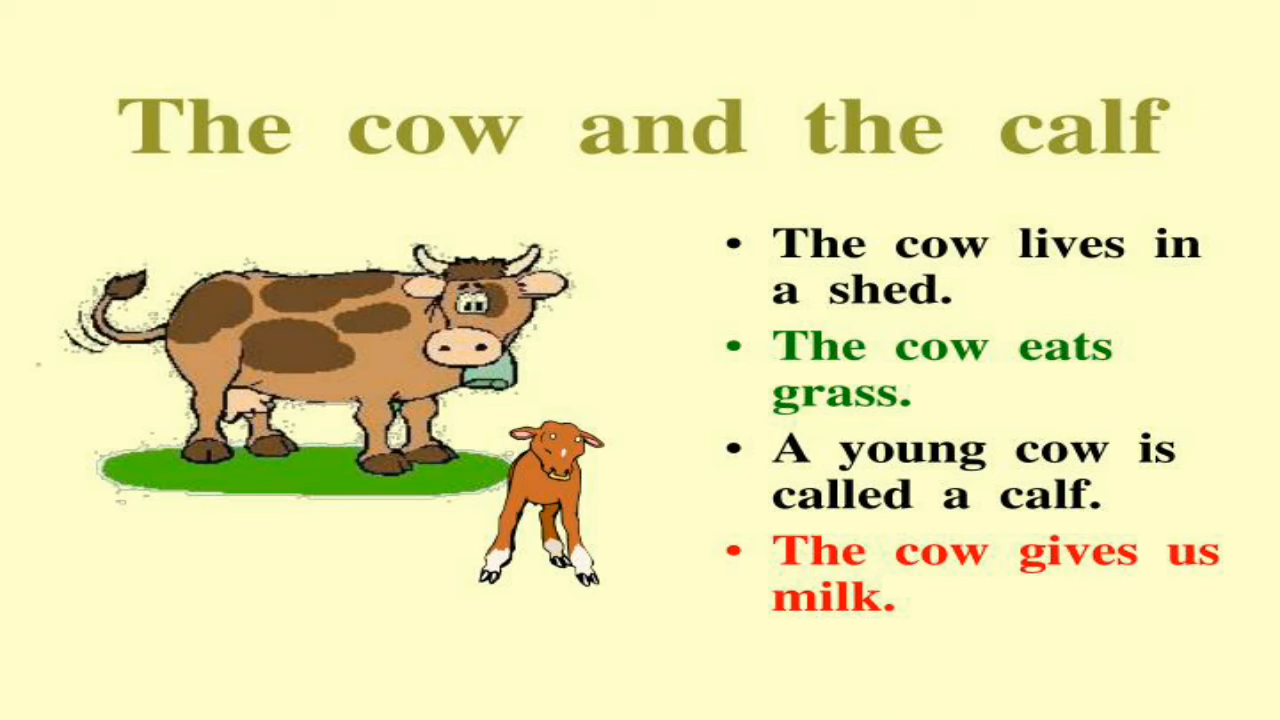 The cow and the calf
• The cow lives in
a shed.
• The cow eats
grass.
• A young cow is
called a calf.
• The cow gives us
milk.